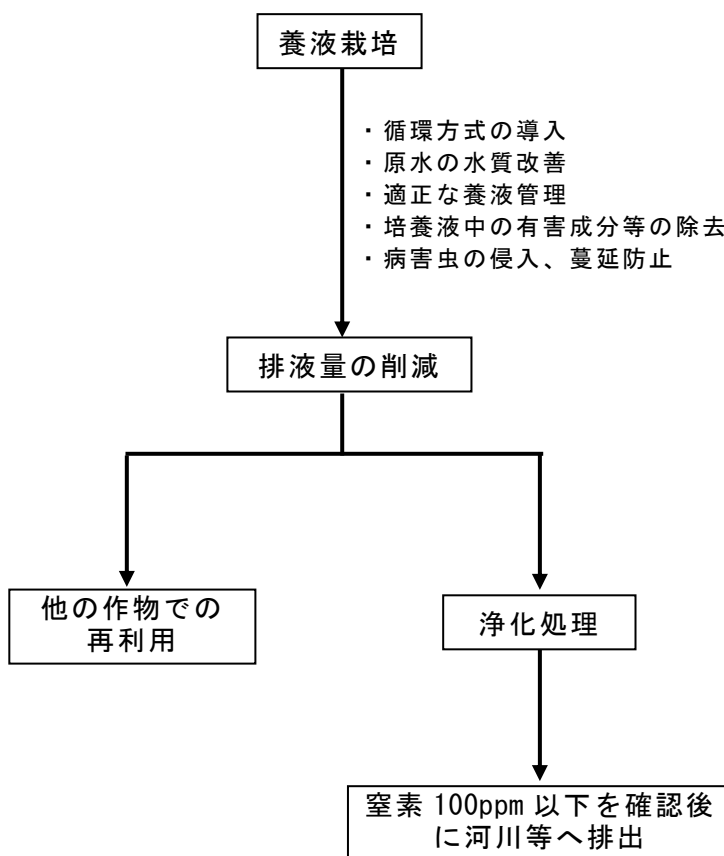 養液栽培
・循環方式の導入
・原水の水質改善
・適正な養液管理
・培養液中の有害成分等の除去
・病害虫の侵入、蔓延防止
排液量の削減
他の作物での
再利用
浄化処理
窒素 100ppm 以下を確認後
に河川等へ排出